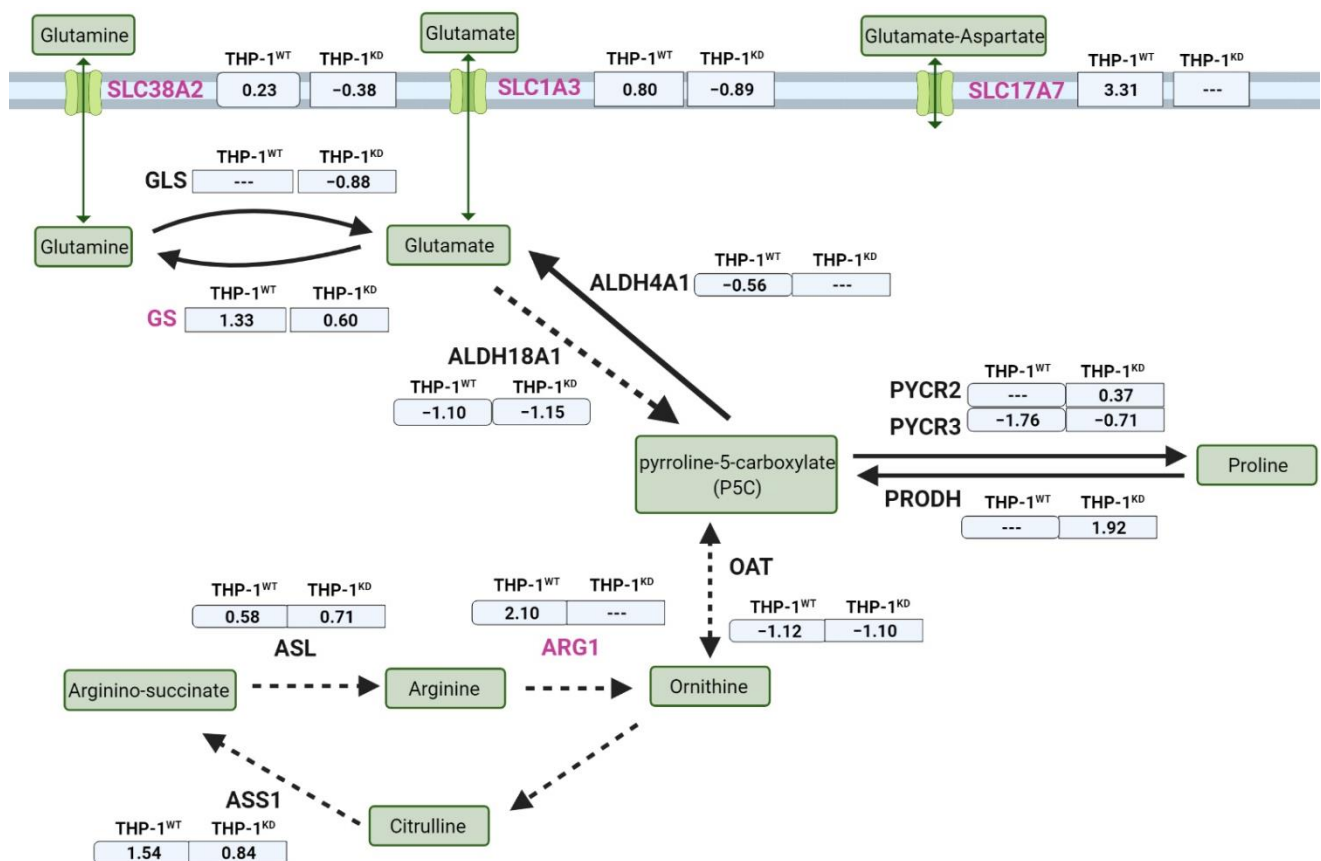 Glutamine
Glutamate
Glutamate-Aspartate
THP-1ᵂᵀ THP-1ᴷᴰ
SLC38A2 0.23 −0.38
THP-1ᵂᵀ THP-1ᴷᴰ
SLC1A3 0.80 −0.89
THP-1ᵂᵀ THP-1ᴷᴰ
SLC17A7 3.31 ---
THP-1ᵂᵀ THP-1ᴷᴰ
GLS --- −0.88
Glutamine
Glutamate
THP-1ᵂᵀ THP-1ᴷᴰ
GS 1.33 0.60
THP-1ᵂᵀ THP-1ᴷᴰ
ALDH4A1 −0.56 ---
ALDH18A1
THP-1ᵂᵀ THP-1ᴷᴰ
−1.10 −1.15
THP-1ᵂᵀ THP-1ᴷᴰ
PYCR2 --- 0.37
PYCR3 −1.76 −0.71
pyrroline-5-carboxylate
(P5C)
Proline
PRODH
THP-1ᵂᵀ THP-1ᴷᴰ
--- 1.92
OAT
THP-1ᵂᵀ THP-1ᴷᴰ
−1.12 −1.10
THP-1ᵂᵀ THP-1ᴷᴰ
0.58 0.71
ASL
THP-1ᵂᵀ THP-1ᴷᴰ
2.10 ---
ARG1
Arginino-succinate
Arginine
Ornithine
ASS1
THP-1ᵂᵀ THP-1ᴷᴰ
1.54 0.84
Citrulline